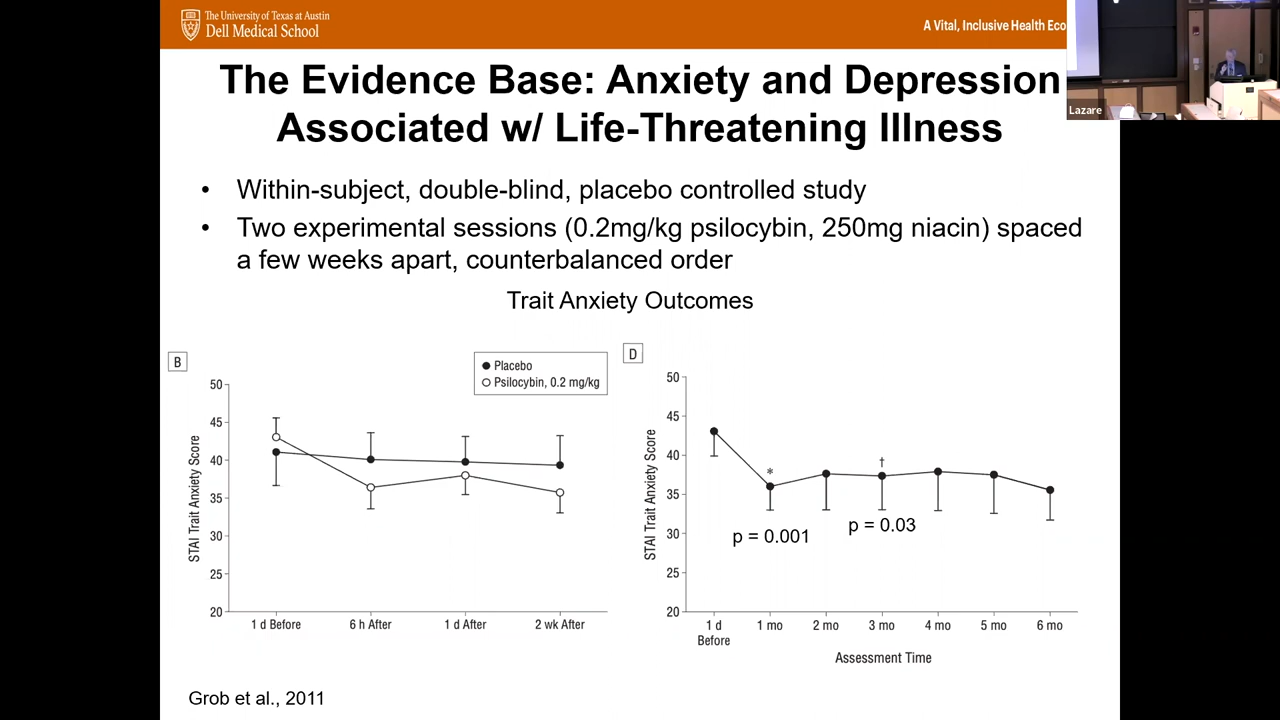 The University of Texas at Austin
Dell Medical School
A Vital, Inclusive Health Eco
Lazare
The Evidence Base: Anxiety and Depression
Associated w/ Life-Threatening Illness
• Within-subject, double-blind, placebo controlled study
• Two experimental sessions (0.2mg/kg psilocybin, 250mg niacin) spaced
a few weeks apart, counterbalanced order
Trait Anxiety Outcomes
B
Placebo
Psilocybin, 0.2 mg/kg
STAI Trait Anxiety Score
50
45
40
35
30
25
20
1 d Before
6 h After
1 d After
2 wk After
D
STAI Trait Anxiety Score
50
45
40
35
30
25
20
*
†
p = 0.001
p = 0.03
1 d
Before
1 mo
2 mo
3 mo
4 mo
5 mo
6 mo
Assessment Time
Grob et al., 2011